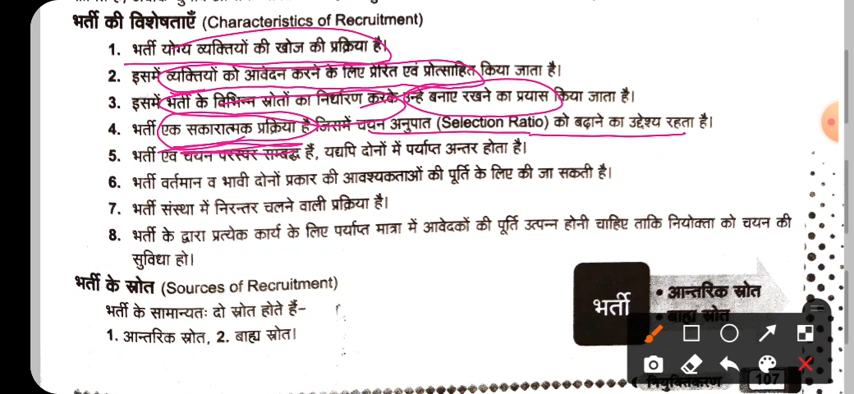 भर्ती की विशेषताएँ (Characteristics of Recruitment)
1. भर्ती योग्य व्यक्तियों की खोज की प्रक्रिया है।
2. इसमें व्यक्तियों को आवेदन करने के लिए प्रेरित एवं प्रोत्साहित किया जाता है।
3. इसमें भर्ती के विभिन्न स्रोतों का निर्धारण करके उन्हें बनाए रखने का प्रयास किया जाता है।
4. भर्ती एक सकारात्मक प्रक्रिया है जिसमें चयन अनुपात (Selection Ratio) को बढ़ाने का उद्देश्य रहता है।
5. भर्ती एवं चयन परस्पर सम्बद्ध हैं, यद्यपि दोनों में पर्याप्त अन्तर होता है।
6. भर्ती वर्तमान व भावी दोनों प्रकार की आवश्यकताओं की पूर्ति के लिए की जा सकती है।
7. भर्ती संस्था में निरन्तर चलने वाली प्रक्रिया है।
8. भर्ती के द्वारा प्रत्येक कार्य के लिए पर्याप्त मात्रा में आवेदकों की पूर्ति उत्पन्न होनी चाहिए ताकि नियोक्ता को चयन की
सुविधा हो।
भर्ती के स्रोत (Sources of Recruitment)
भर्ती के सामान्यतः दो स्रोत होते हैं-
1. आन्तरिक स्रोत, 2. बाह्य स्रोत।
भर्ती
• आन्तरिक स्रोत
• बाह्य स्रोत
नियुक्तिकरण 107